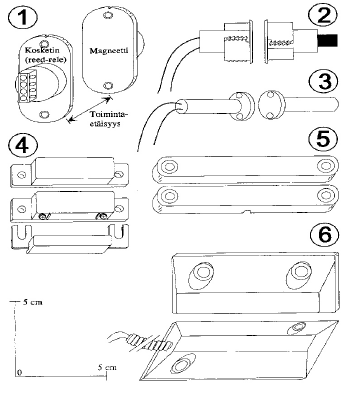 1
2
Kosketin
(reed-rele)
Magneetti
3
Toiminta-
etäisyys
4
5
6
5 cm
5 cm
0